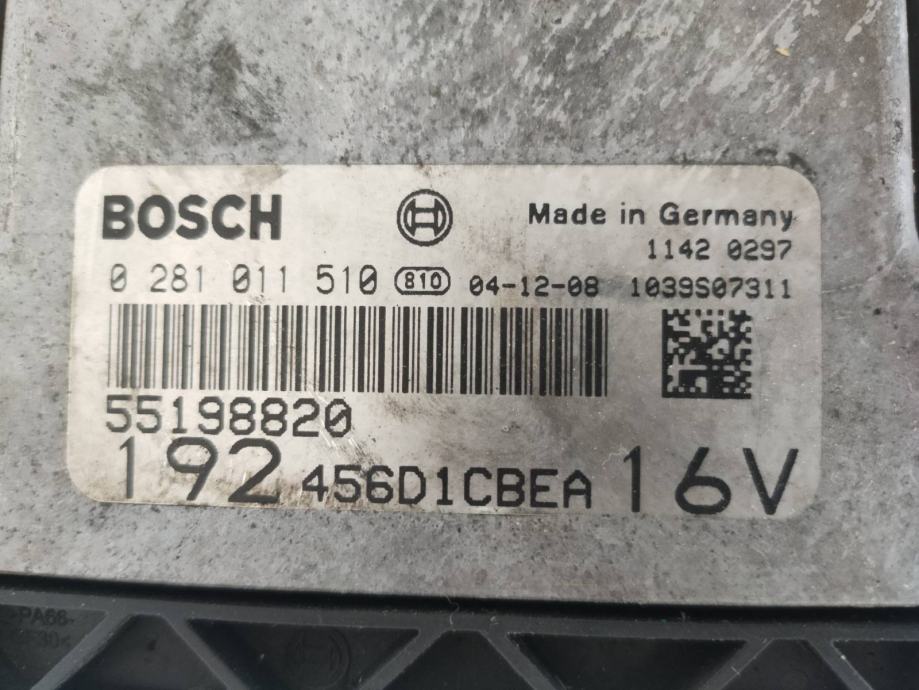 BOSCH
Made in Germany
1142 0297
0 281 011 510 810 04-12-08 1039S07311
55198820
192 456D1CBEA 16V
PA66-